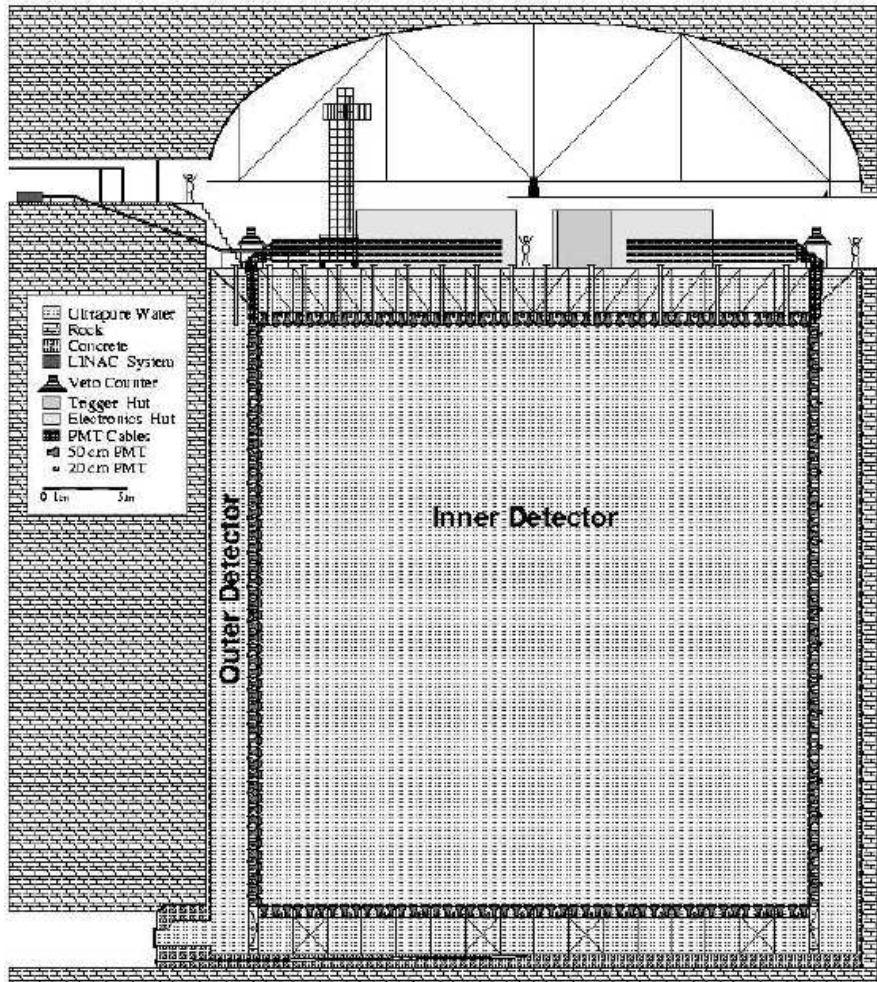 Ultrapure Water
Rock
Concrete
LINAC System
Veto Counter
Trigger Hut
Electronics Hut
PMT Cables
50 cm PMT
20 cm PMT
0 1m 5m
Inner Detector
Outer Detector